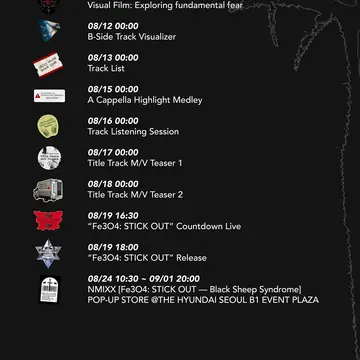 Visual Film: Exploring fundamental fear
08/12 00:00
B-Side Track Visualizer
08/13 00:00
Track List
08/15 00:00
A Cappella Highlight Medley
08/16 00:00
Track Listening Session
08/17 00:00
Title Track M/V Teaser 1
08/18 00:00
Title Track M/V Teaser 2
08/19 16:30
“Fe3O4: STICK OUT” Countdown Live
08/19 18:00
“Fe3O4: STICK OUT” Release
08/24 10:30 ~ 09/01 20:00
NMIXX [Fe3O4: STICK OUT — Black Sheep Syndrome]
POP-UP STORE @THE HYUNDAI SEOUL B1 EVENT PLAZA